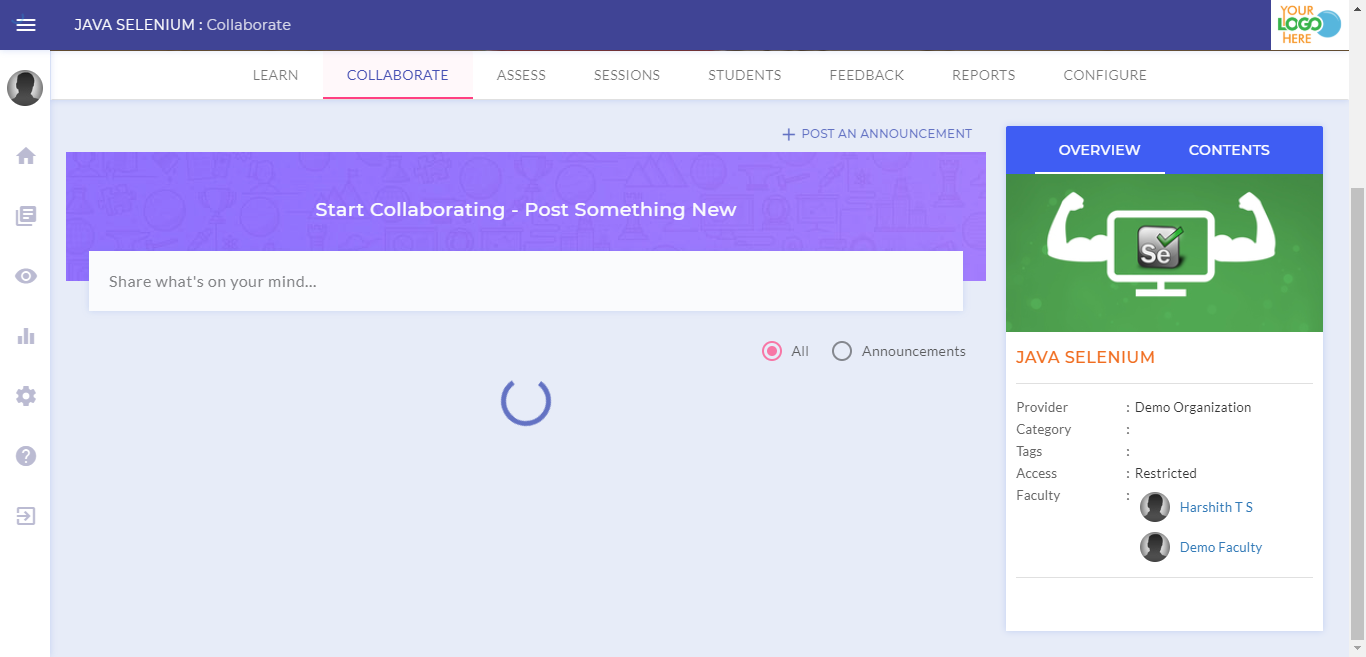 JAVA SELENIUM : Collaborate
YOUR
LOGO
HERE
LEARN COLLABORATE ASSESS SESSIONS STUDENTS FEEDBACK REPORTS CONFIGURE
POST AN ANNOUNCEMENT
Start Collaborating - Post Something New
Share what's on your mind...
All Announcements
OVERVIEW CONTENTS
Se
JAVA SELENIUM
Provider : Demo Organization
Category :
Tags :
Access : Restricted
Faculty :
Harshith T S
Demo Faculty